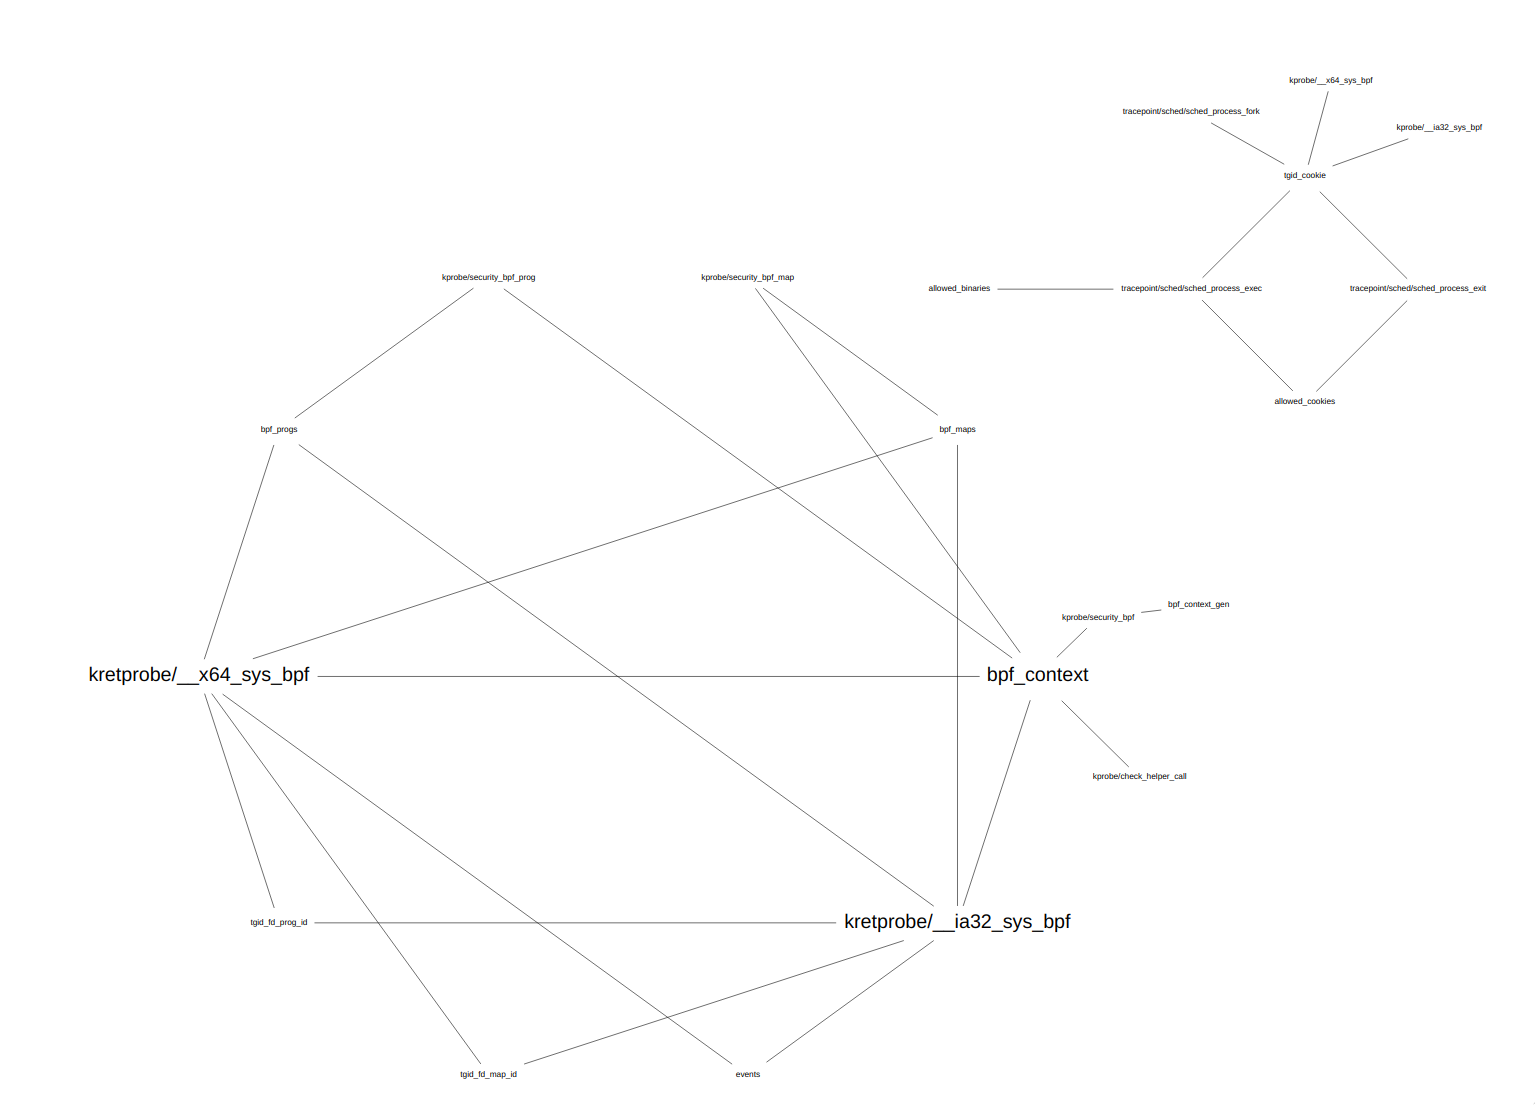 kprobe/__x64_sys_bpf
tracepoint/sched/sched_process_fork
kprobe/__ia32_sys_bpf
tgid_cookie
kprobe/security_bpf_prog
kprobe/security_bpf_map
allowed_binaries
tracepoint/sched/sched_process_exec
tracepoint/sched/sched_process_exit
allowed_cookies
bpf_progs
bpf_maps
bpf_context_gen
kprobe/security_bpf
kretprobe/__x64_sys_bpf
bpf_context
kprobe/check_helper_call
tgid_fd_prog_id
kretprobe/__ia32_sys_bpf
tgid_fd_map_id
events